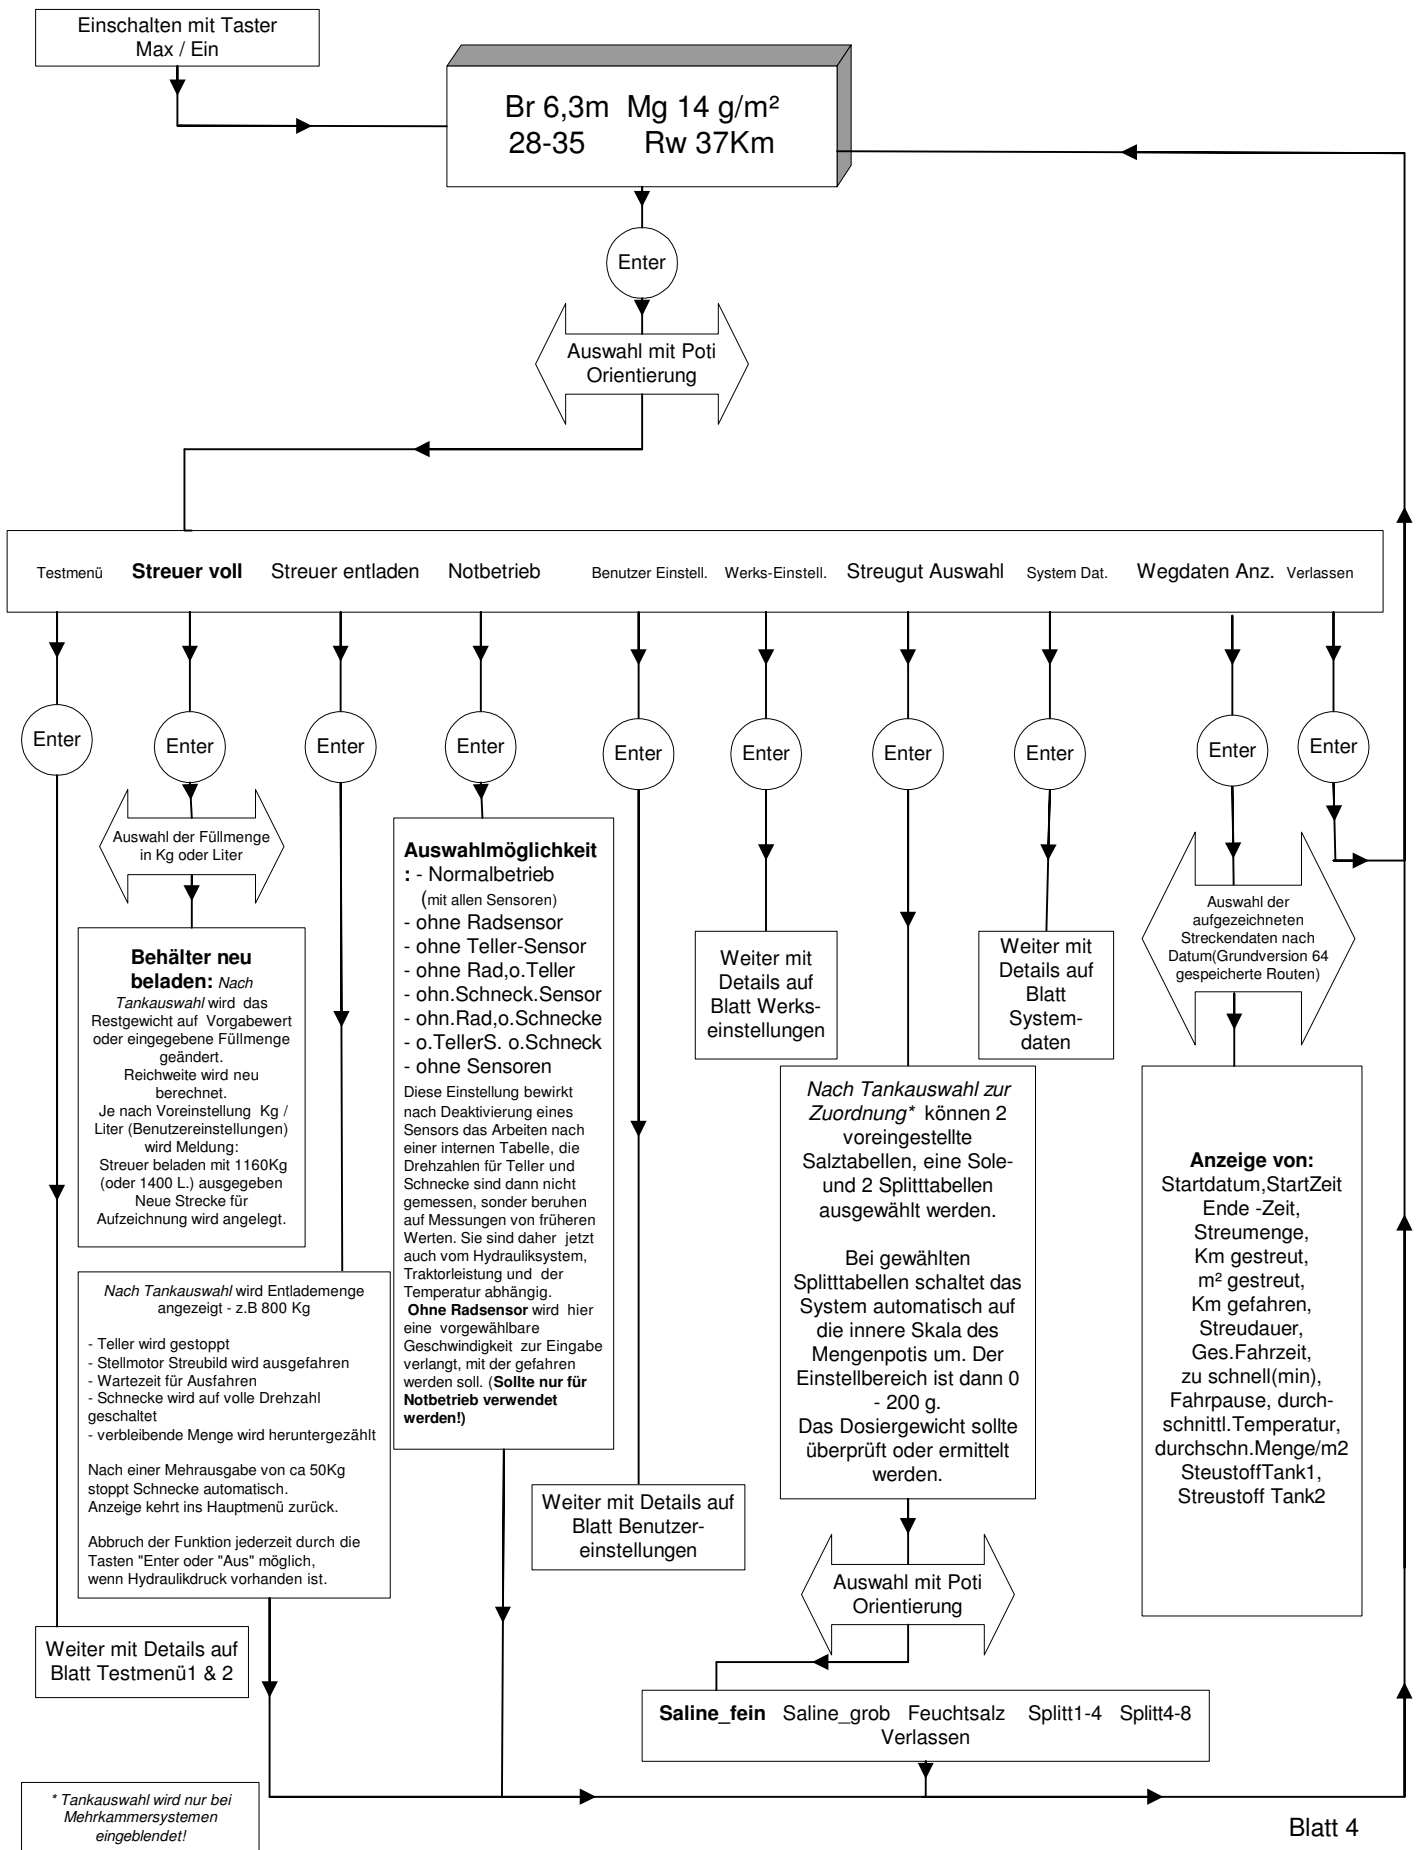 Einschalten mit Taster
Max / Ein
Br 6,3m Mg 14 g/m²
28-35 Rw 37Km
Enter
Auswahl mit Poti
Orientierung
Testmenü Streuer voll Streuer entladen Notbetrieb Benutzer Einstell. Werks-Einstell. Streugut Auswahl System Dat. Wegdaten Anz. Verlassen
Enter Enter Enter Enter Enter Enter Enter Enter Enter Enter
Auswahl der Füllmenge
in Kg oder Liter
Behälter neu
beladen: Nach
Tankauswahl wird das
Restgewicht auf Vorgabewert
oder eingegebene Füllmenge
geändert.
Reichweite wird neu
berechnet.
Je nach Voreinstellung Kg /
Liter (Benutzereinstellungen)
wird Meldung:
Streuer beladen mit 1160Kg
(oder 1400 L.) ausgegeben
Neue Strecke für
Aufzeichnung wird angelegt.
Nach Tankauswahl wird Entlademenge
angezeigt - z.B 800 Kg
- Teller wird gestoppt
- Stellmotor Streubild wird ausgefahren
- Wartezeit für Ausfahren
- Schnecke wird auf volle Drehzahl
geschaltet
- verbleibende Menge wird heruntergezählt
Nach einer Mehrausgabe von ca 50Kg
stoppt Schnecke automatisch.
Anzeige kehrt ins Hauptmenü zurück.
Abbruch der Funktion jederzeit durch die
Tasten "Enter oder "Aus" möglich,
wenn Hydraulikdruck vorhanden ist.
Weiter mit Details auf
Blatt Testmenü1 & 2
Auswahlmöglichkeit
: - Normalbetrieb
(mit allen Sensoren)
- ohne Radsensor
- ohne Teller-Sensor
- ohne Rad,o.Teller
- ohn.Schneck.Sensor
- ohn.Rad,o.Schnecke
- o.TellerS. o.Schneck
- ohne Sensoren
Diese Einstellung bewirkt
nach Deaktivierung eines
Sensors das Arbeiten nach
einer internen Tabelle, die
Drehzahlen für Teller und
Schnecke sind dann nicht
gemessen, sonder beruhen
auf Messungen von früheren
Werten. Sie sind daher jetzt
auch vom Hydrauliksystem,
Traktorleistung und der
Temperatur abhängig.
Ohne Radsensor wird hier
eine vorgewählbare
Geschwindigkeit zur Eingabe
verlangt, mit der gefahren
werden soll. (Sollte nur für
Notbetrieb verwendet
werden!)
Weiter mit Details auf
Blatt Benutzer-
einstellungen
Weiter mit
Details auf
Blatt Werks-
einstellungen
Nach Tankauswahl zur
Zuordnung* können 2
voreingestellte
Salztabellen, eine Sole-
und 2 Splitttabellen
ausgewählt werden.
Bei gewählten
Splitttabellen schaltet das
System automatisch auf
die innere Skala des
Mengenpotis um. Der
Einstellbereich ist dann 0
- 200 g.
Das Dosiergewicht sollte
überprüft oder ermittelt
werden.
Auswahl mit Poti
Orientierung
Saline_fein Saline_grob Feuchtsalz Splitt1-4 Splitt4-8
Verlassen
Weiter mit
Details auf
Blatt
System-
daten
Auswahl der
aufgezeichneten
Streckendaten nach
Datum(Grundversion 64
gespeicherte Routen)
Anzeige von:
Startdatum,StartZeit
Ende -Zeit,
Streumenge,
Km gestreut,
m² gestreut,
Km gefahren,
Streudauer,
Ges.Fahrzeit,
zu schnell(min),
Fahrpause, durch-
schnittl.Temperatur,
durchschn.Menge/m2
SteustoffTank1,
Streustoff Tank2
* Tankauswahl wird nur bei
Mehrkammersystemen
eingeblendet!
Blatt 4